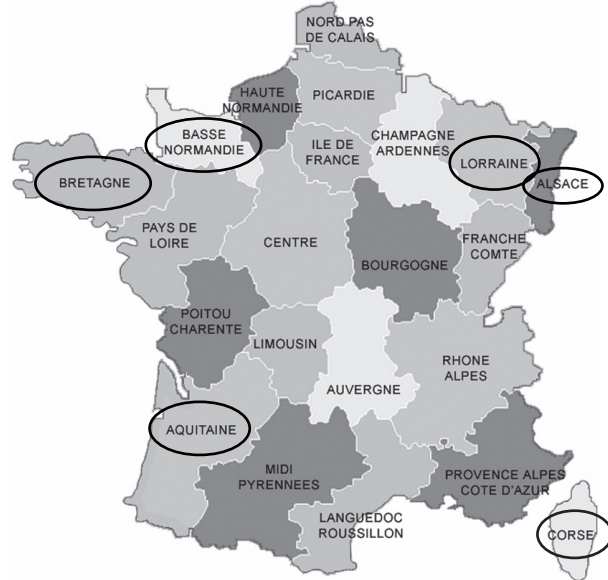 NORD PAS
DE CALAIS
HAUTE
NORMANDIE
PICARDIE
BASSE
NORMANDIE
ILE DE
FRANCE
CHAMPAGNE
ARDENNES
LORRAINE
ALSACE
BRETAGNE
PAYS DE
LOIRE
CENTRE
BOURGOGNE
FRANCHE
COMTE
POITOU
CHARENTE
LIMOUSIN
AUVERGNE
RHONE
ALPES
AQUITAINE
MIDI
PYRENNEES
LANGUEDOC
ROUSSILLON
PROVENCE ALPES
COTE D'AZUR
CORSE